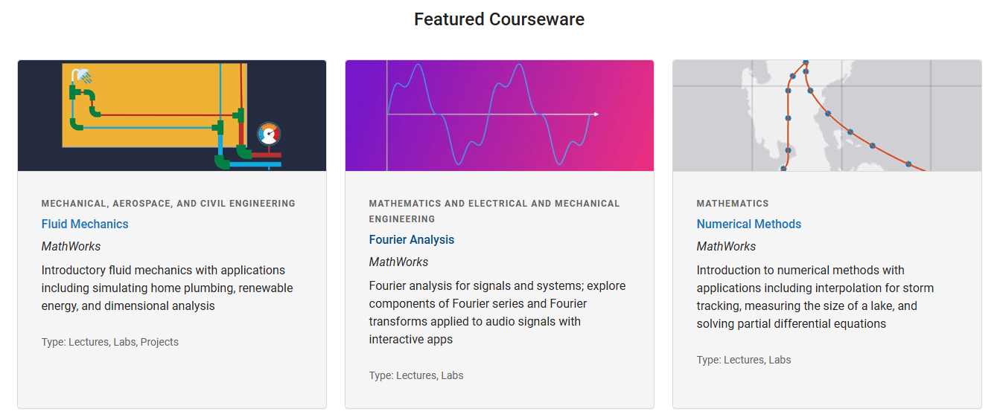 Featured Courseware
MECHANICAL, AEROSPACE, AND CIVIL ENGINEERING
Fluid Mechanics
MathWorks
Introductory fluid mechanics with applications
including simulating home plumbing, renewable
energy, and dimensional analysis
Type: Lectures, Labs, Projects
MATHEMATICS AND ELECTRICAL AND MECHANICAL
ENGINEERING
Fourier Analysis
MathWorks
Fourier analysis for signals and systems; explore
components of Fourier series and Fourier
transforms applied to audio signals with
interactive apps
Type: Lectures, Labs
MATHEMATICS
Numerical Methods
MathWorks
Introduction to numerical methods with
applications including interpolation for storm
tracking, measuring the size of a lake, and
solving partial differential equations
Type: Lectures, Labs